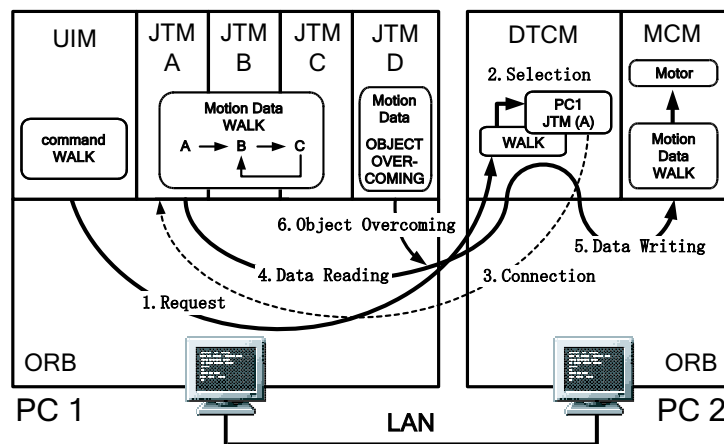 UIM
JTM
A
JTM
B
JTM
C
JTM
D
DTCM
MCM
command
WALK
Motion Data
WALK
A B C
Motion
Data
OBJECT
OVER-
COMING
2.Selection
PC1
JTM (A)
WALK
Motor
Motion
Data
WALK
6.Object Overcoming
4.Data Reading
5.Data Writing
3.Connection
1.Request
ORB
ORB
PC 1
LAN
PC 2